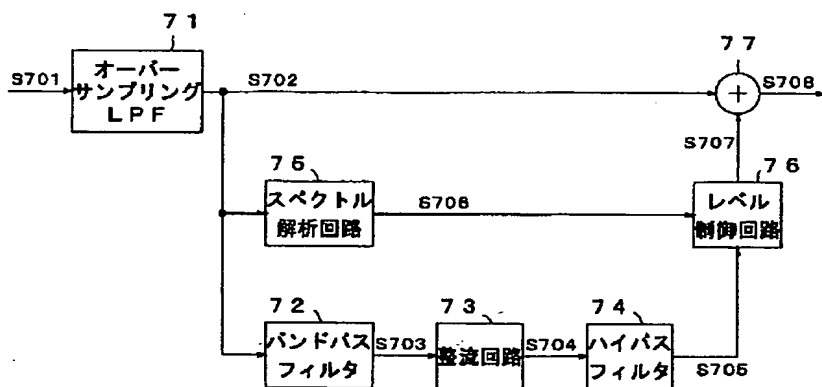 71
オーバー
サンプリング
LPF
S701
S702
77
+
S708
S707
75
スペクトル
解析回路
S706
76
レベル
制御回路
72
バンドパス
フィルタ
S703
73
整流回路
S704
74
ハイパス
フィルタ
S705